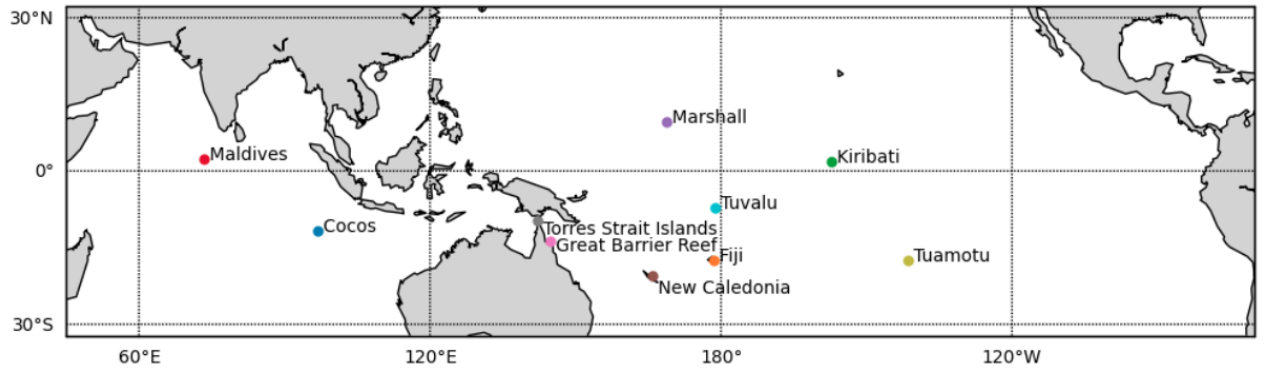 30°N
Marshall
Maldives
Kiribati
0°
Tuvalu
Cocos
Torres Strait Islands
Great Barrier Reef
Fiji
Tuamotu
New Caledonia
30°S
60°E
120°E
180°
120°W